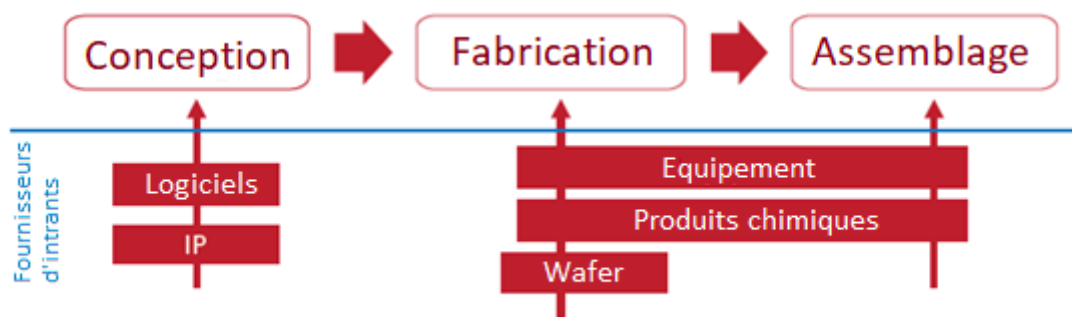 Conception
Fabrication
Assemblage
Fournisseurs
d'intrants
Logiciels
IP
Equipement
Produits chimiques
Wafer